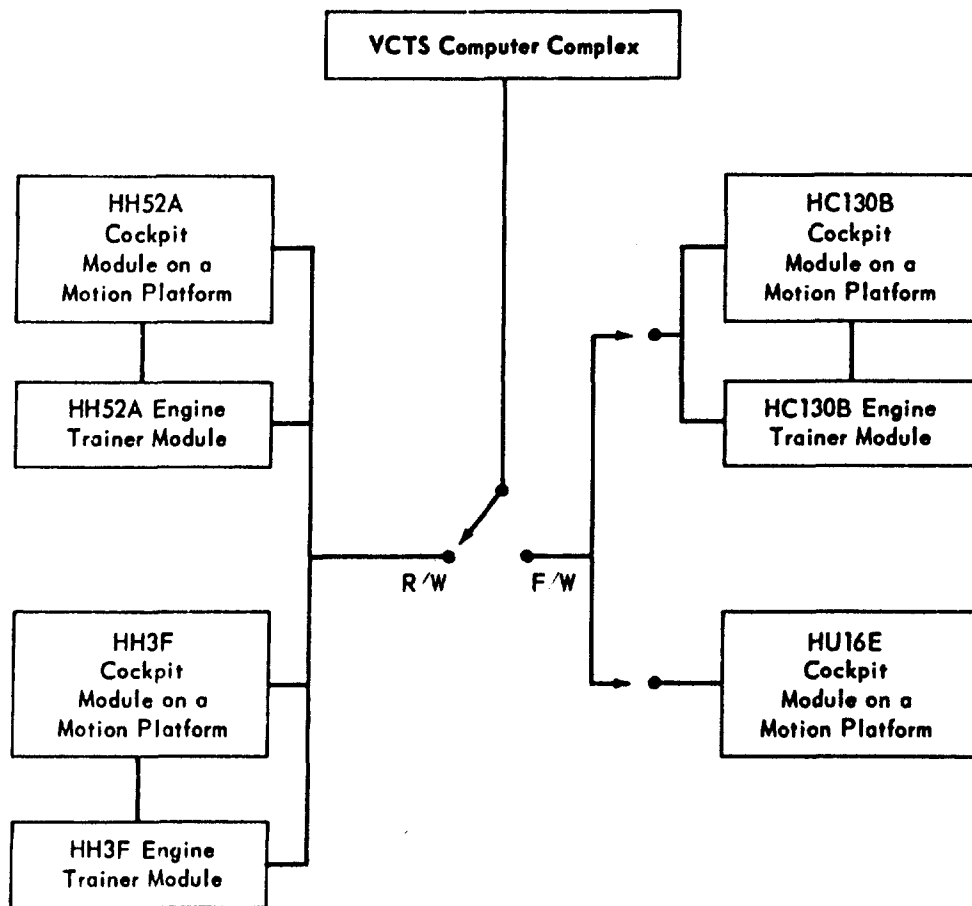 VCTS Computer Complex
HH52A
Cockpit
Module on a
Motion Platform
HH52A Engine
Trainer Module
HC130B
Cockpit
Module on a
Motion Platform
HC130B Engine
Trainer Module
R/W
F/W
HH3F
Cockpit
Module on a
Motion Platform
HH3F Engine
Trainer Module
HU16E
Cockpit
Module on a
Motion Platform